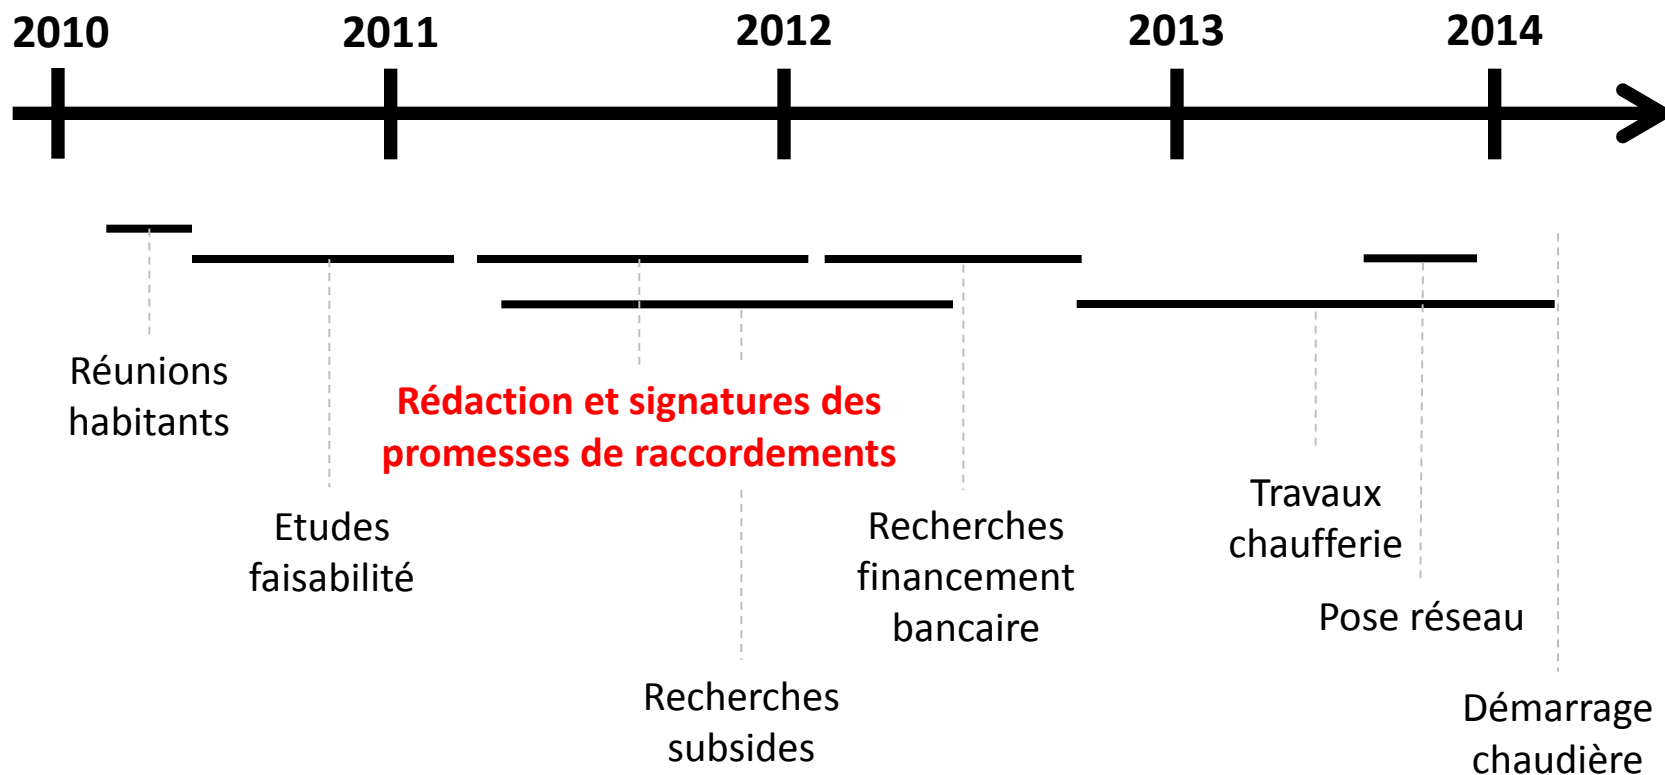 2010
2011
2012
2013
2014
Réunions
habitants
Rédaction et signatures des
promesses de raccordements
Etudes
faisabilité
Recherches
financement
bancaire
Travaux
chaufferie
Pose réseau
Recherches
subsides
Démarrage
chaudière